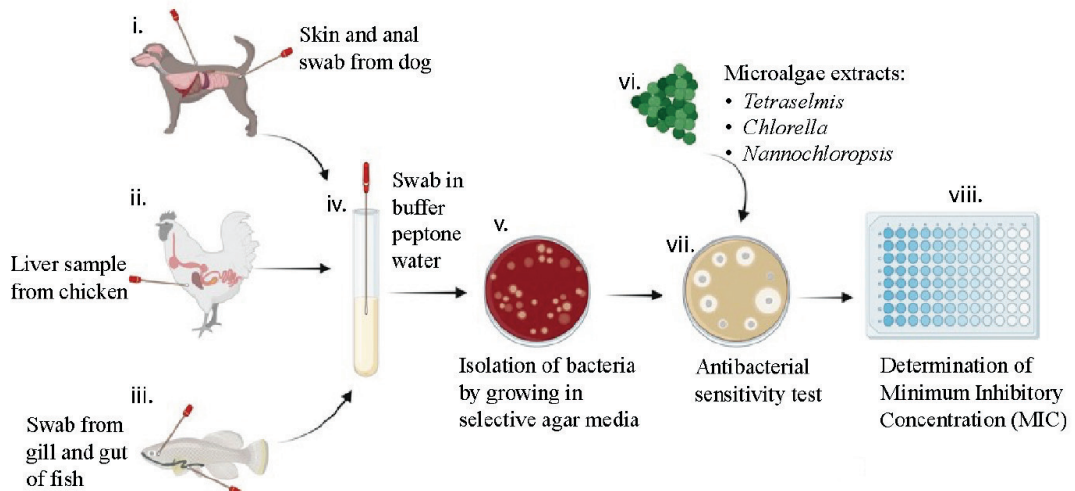 i.
Skin and anal
swab from dog
ii.
Liver sample
from chicken
iii.
Swab from
gill and gut
of fish
iv.
Swab in
buffer
peptone
water
v.
Isolation of bacteria
by growing in
selective agar media
vi.
Microalgae extracts:
• Tetraselmis
• Chlorella
• Nannochloropsis
vii.
Antibacterial
sensitivity test
viii.
Determination of
Minimum Inhibitory
Concentration (MIC)